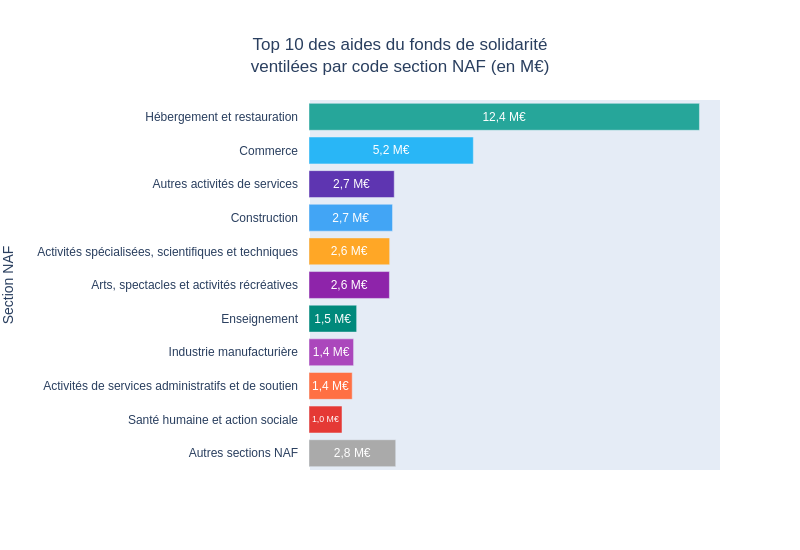 Top 10 des aides du fonds de solidarité
ventilées par code section NAF (en M€)
Section NAF
Hébergement et restauration 12,4 M€
Commerce 5,2 M€
Autres activités de services 2,7 M€
Construction 2,7 M€
Activités spécialisées, scientifiques et techniques 2,6 M€
Arts, spectacles et activités récréatives 2,6 M€
Enseignement 1,5 M€
Industrie manufacturière 1,4 M€
Activités de services administratifs et de soutien 1,4 M€
Santé humaine et action sociale 1,0 M€
Autres sections NAF 2,8 M€